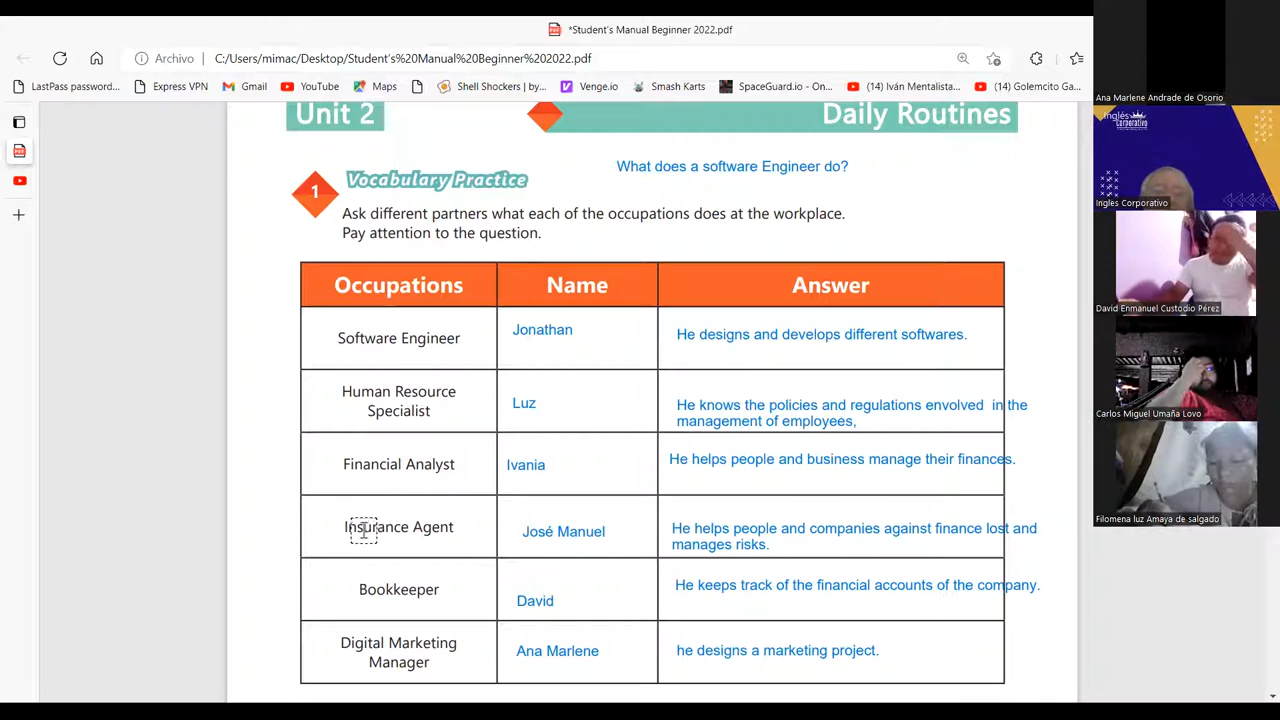 *Student's Manual Beginner 2022.pdf
Archivo
C:/Users/mimac/Desktop/Student's%20Manual%20Beginner%202022.pdf
LastPass password...
Express VPN
Gmail
YouTube
Maps
Shell Shockers | by...
Venge.io
Smash Karts
SpaceGuard.io - On...
(14) Iván Mentalista...
(14) Golemcito Ga...
Unit 2
Daily Routines
What does a software Engineer do?
1
Vocabulary Practice
Ask different partners what each of the occupations does at the workplace.
Pay attention to the question.
Occupations
Name
Answer
Software Engineer
Jonathan
He designs and develops different softwares.
Human Resource
Specialist
Luz
He knows the policies and regulations envolved in the
management of employees,
Financial Analyst
Ivania
He helps people and business manage their finances.
Insurance Agent
José Manuel
He helps people and companies against finance lost and
manages risks.
Bookkeeper
David
He keeps track of the financial accounts of the company.
Digital Marketing
Manager
Ana Marlene
he designs a marketing project.
Ana Marlene Andrade de Osorio
Inglés
Corporativo
Ingles Corporativo
David Enmanuel Custodio Pérez
Carlos Miguel Umaña Lovo
Filomena luz Amaya de salgado